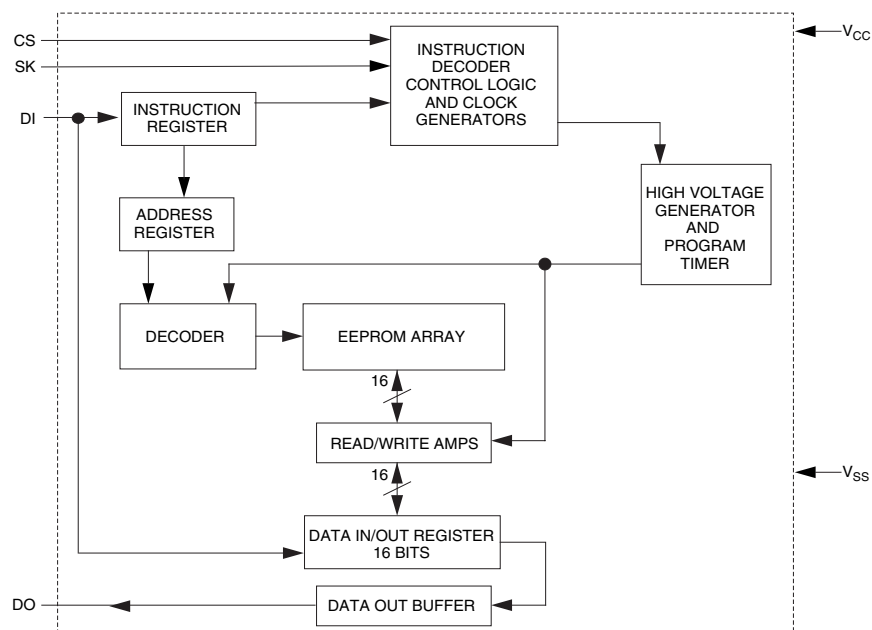 CS
SK
DI
INSTRUCTION
DECODER
CONTROL LOGIC
AND CLOCK
GENERATORS
V_CC
INSTRUCTION
REGISTER
ADDRESS
REGISTER
HIGH VOLTAGE
GENERATOR
AND
PROGRAM
TIMER
DECODER
EEPROM ARRAY
16
READ/WRITE AMPS
16
V_SS
DATA IN/OUT REGISTER
16 BITS
DO
DATA OUT BUFFER